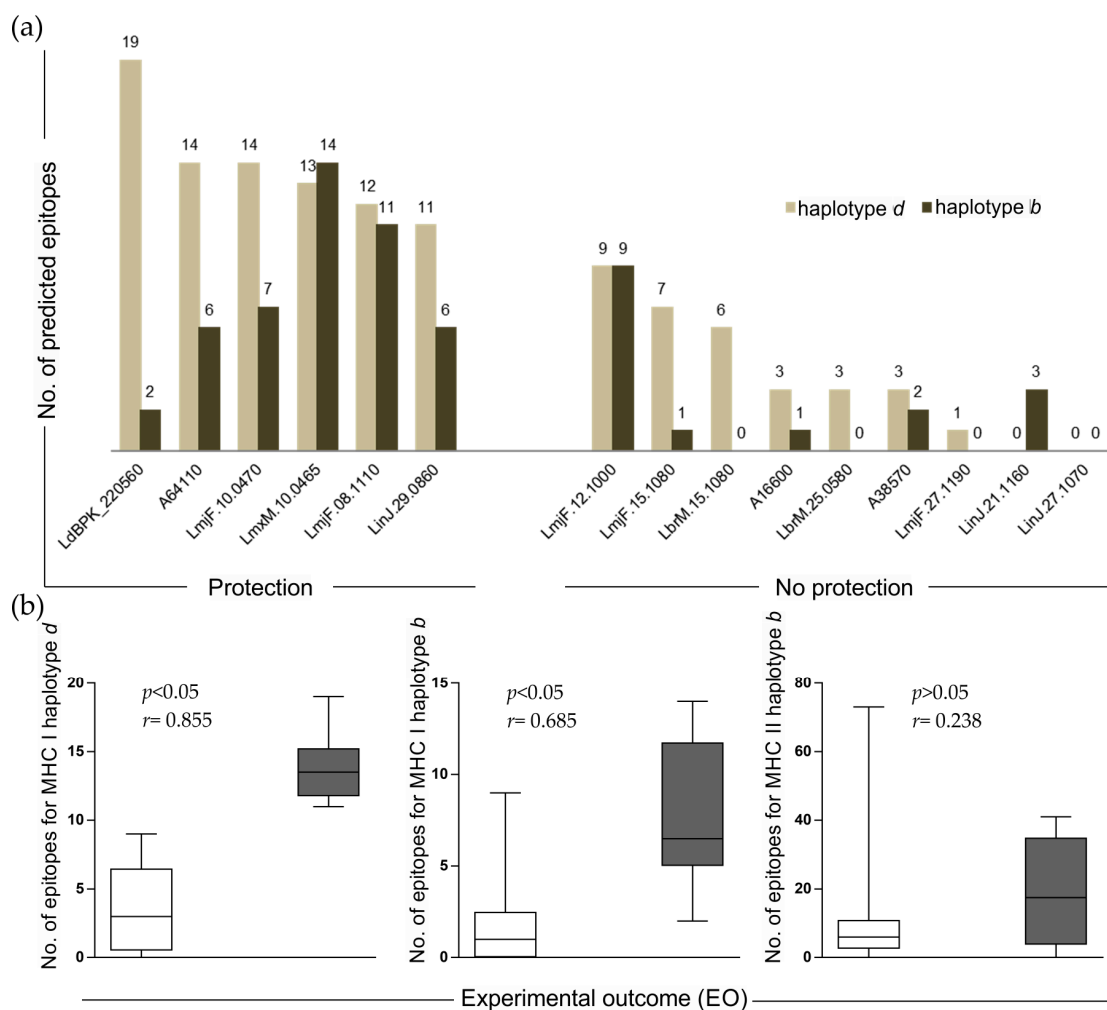 (a)
No. of predicted epitopes
19
2
14
6
14
7
13
14
12
11
11
6
9
9
7
1
6
0
3
1
3
0
3
2
1
0
0
3
0
0
haplotype d
haplotype b
LdBPK_220560
A64110
LmjF.10.0470
LmxM.10.0465
LmjF.08.1110
LinJ.29.0860
LmjF.12.1000
LmjF.15.1080
LbrM.15.1080
A16600
LbrM.25.0580
A38570
LmjF.27.1190
LinJ.21.1160
LinJ.27.1070
Protection
No protection
(b)
No. of epitopes for MHC I haplotype d
20
15
10
5
0
p<0.05
r= 0.855
No. of epitopes for MHC I haplotype b
15
10
5
0
p<0.05
r= 0.685
No. of epitopes for MHC II haplotype b
80
60
40
20
0
p>0.05
r= 0.238
Experimental outcome (EO)